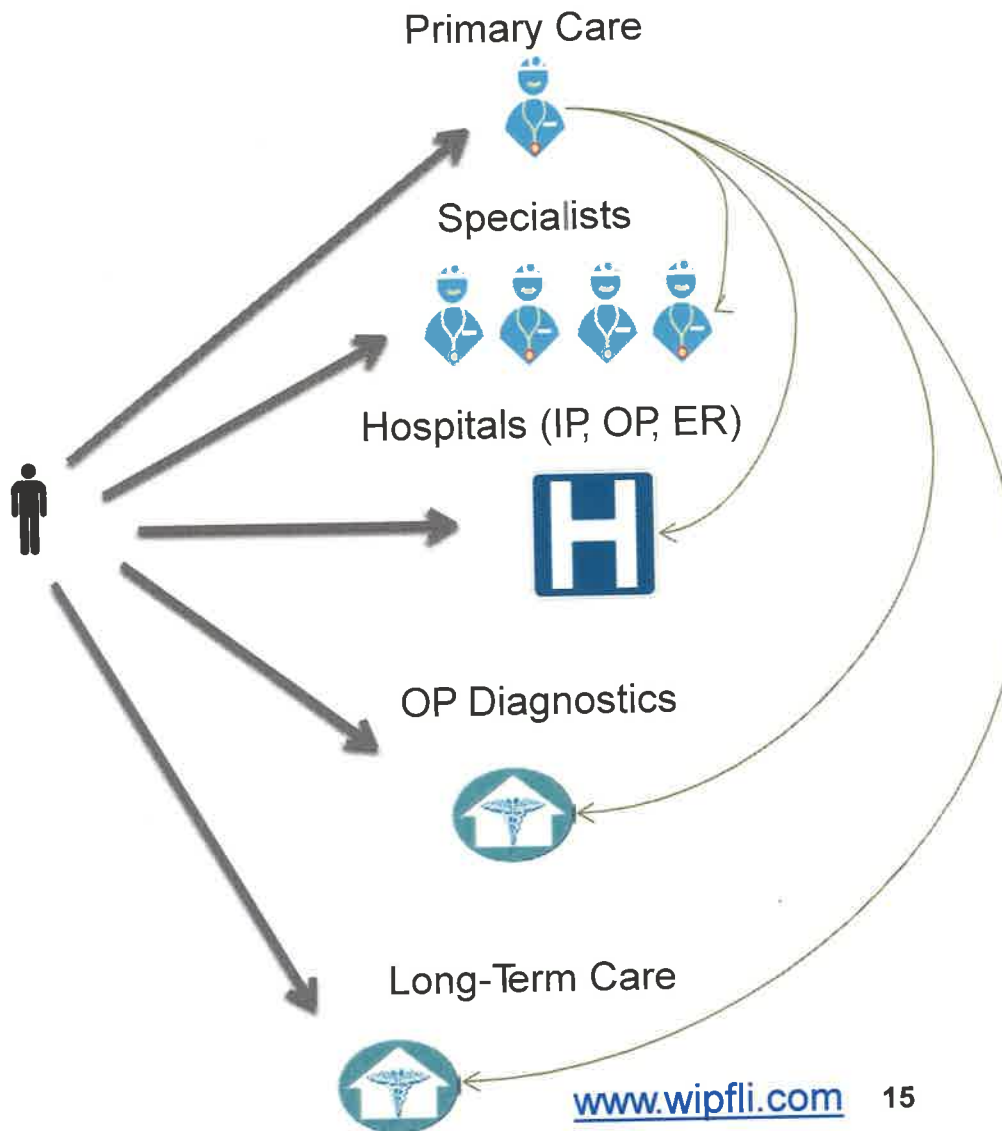 Primary Care
Specialists
Hospitals (IP, OP, ER)
H
OP Diagnostics
Long-Term Care
www.wipfli.com 15